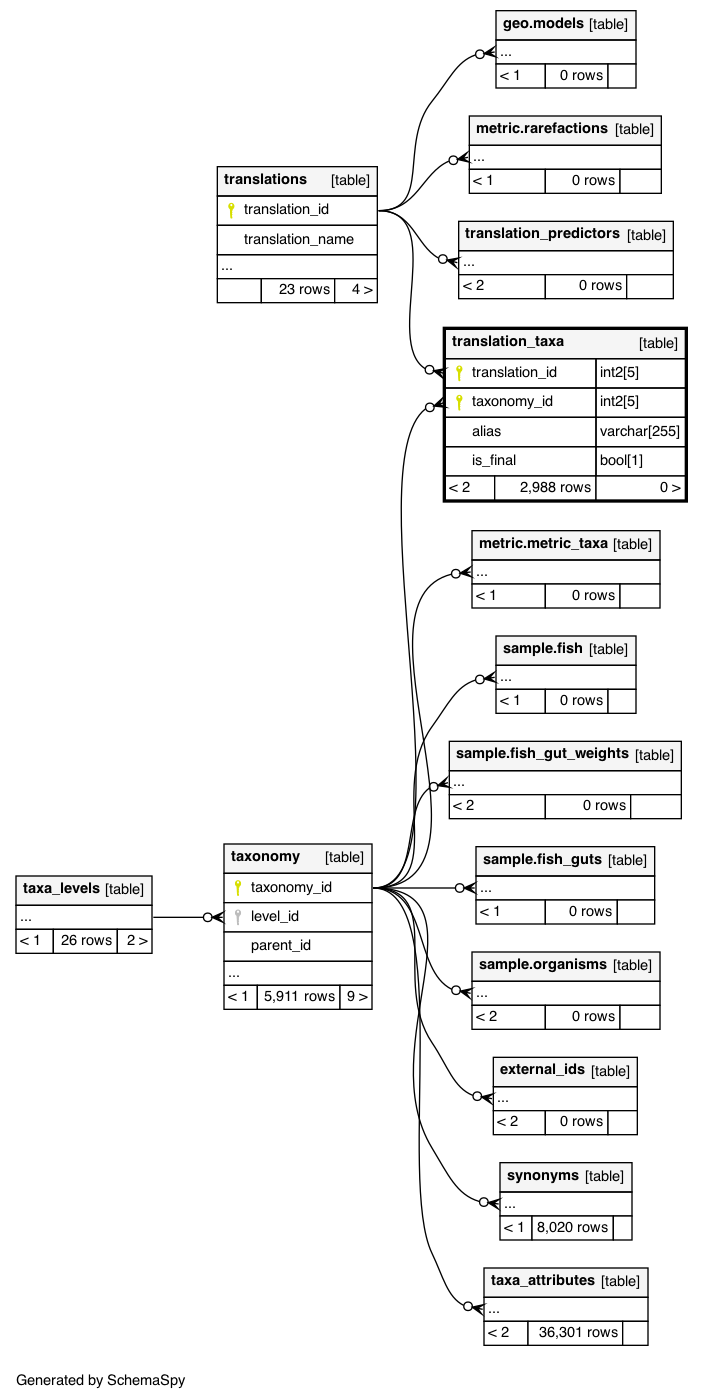 geo.models [table]
...
< 1 0 rows
metric.rarefactions [table]
...
< 1 0 rows
translations [table]
translation_id
translation_name
...
23 rows 4 >
translation_predictors [table]
...
< 2 0 rows
translation_taxa [table]
translation_id int2[5]
taxonomy_id int2[5]
alias varchar[255]
is_final bool[1]
< 2 2,988 rows 0 >
metric.metric_taxa [table]
...
< 1 0 rows
sample.fish [table]
...
< 1 0 rows
sample.fish_gut_weights [table]
...
< 2 0 rows
taxa_levels [table]
...
< 1 26 rows 2 >
taxonomy [table]
taxonomy_id
level_id
parent_id
...
< 1 5,911 rows 9 >
sample.fish_guts [table]
...
< 1 0 rows
sample.organisms [table]
...
< 2 0 rows
external_ids [table]
...
< 2 0 rows
synonyms [table]
...
< 1 8,020 rows
taxa_attributes [table]
...
< 2 36,301 rows
Generated by SchemaSpy